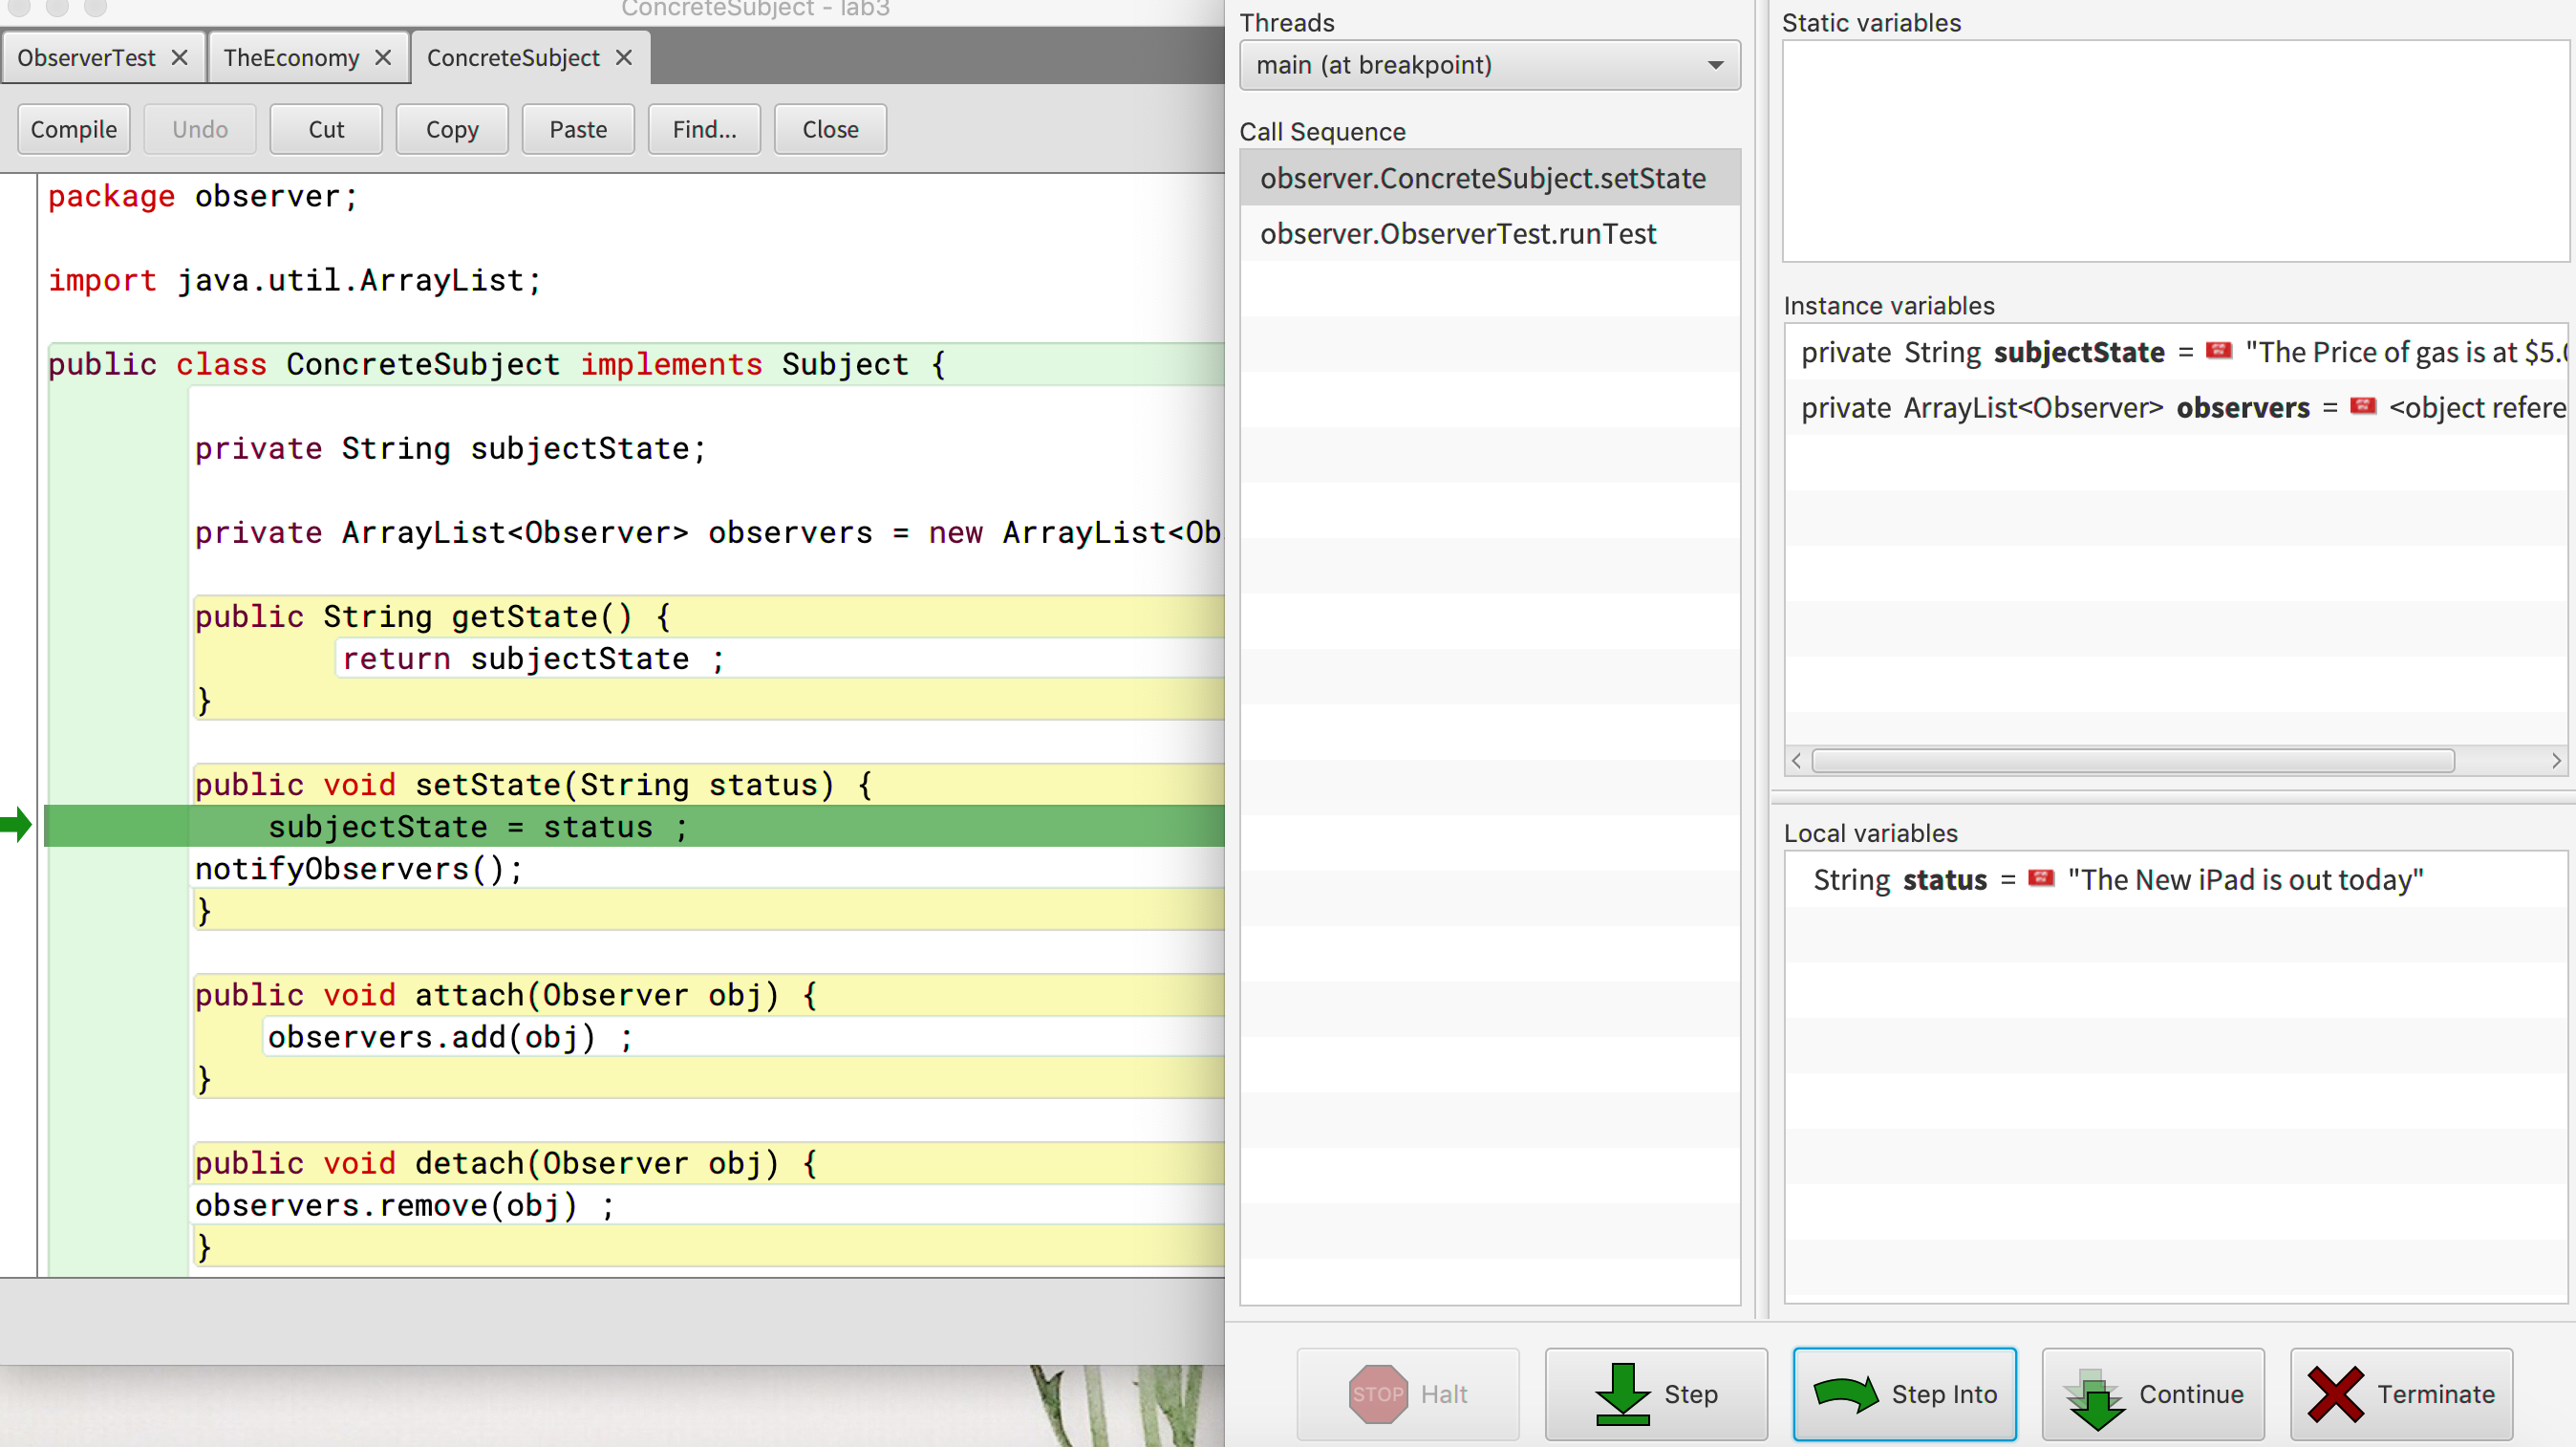 ConcreteSubject - lab3
ObserverTest
TheEconomy
ConcreteSubject
Compile
Undo
Cut
Copy
Paste
Find...
Close
package observer;
import java.util.ArrayList;
public class ConcreteSubject implements Subject {
private String subjectState;
private ArrayList<Observer> observers = new ArrayList<Ob
public String getState() {
return subjectState ;
}
public void setState(String status) {
subjectState = status ;
notifyObservers();
}
public void attach(Observer obj) {
observers.add(obj) ;
}
public void detach(Observer obj) {
observers.remove(obj) ;
}
Threads
main (at breakpoint)
Call Sequence
observer.ConcreteSubject.setState
observer.ObserverTest.runTest
Static variables
Instance variables
private String subjectState = "The Price of gas is at $5.0
private ArrayList<Observer> observers = <object refere
Local variables
String status = "The New iPad is out today"
STOP Halt
Step
Step Into
Continue
Terminate